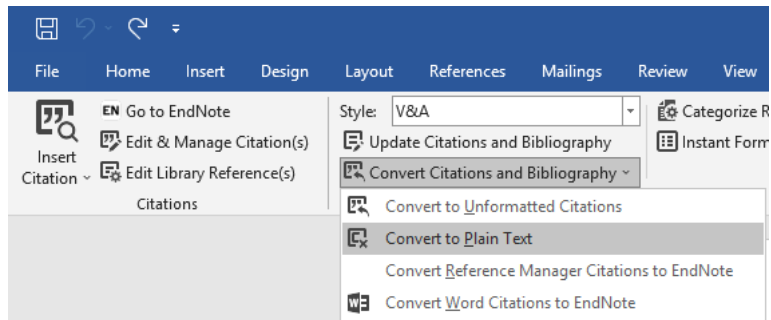 File Home Insert Design Layout References Mailings Review View
EN Go to EndNote
Edit & Manage Citation(s)
Edit Library Reference(s)
Insert
Citation
Citations
Style: V&A
Update Citations and Bibliography
Convert Citations and Bibliography
Categorize R
Instant Form
Convert to Unformatted Citations
Convert to Plain Text
Convert Reference Manager Citations to EndNote
Convert Word Citations to EndNote